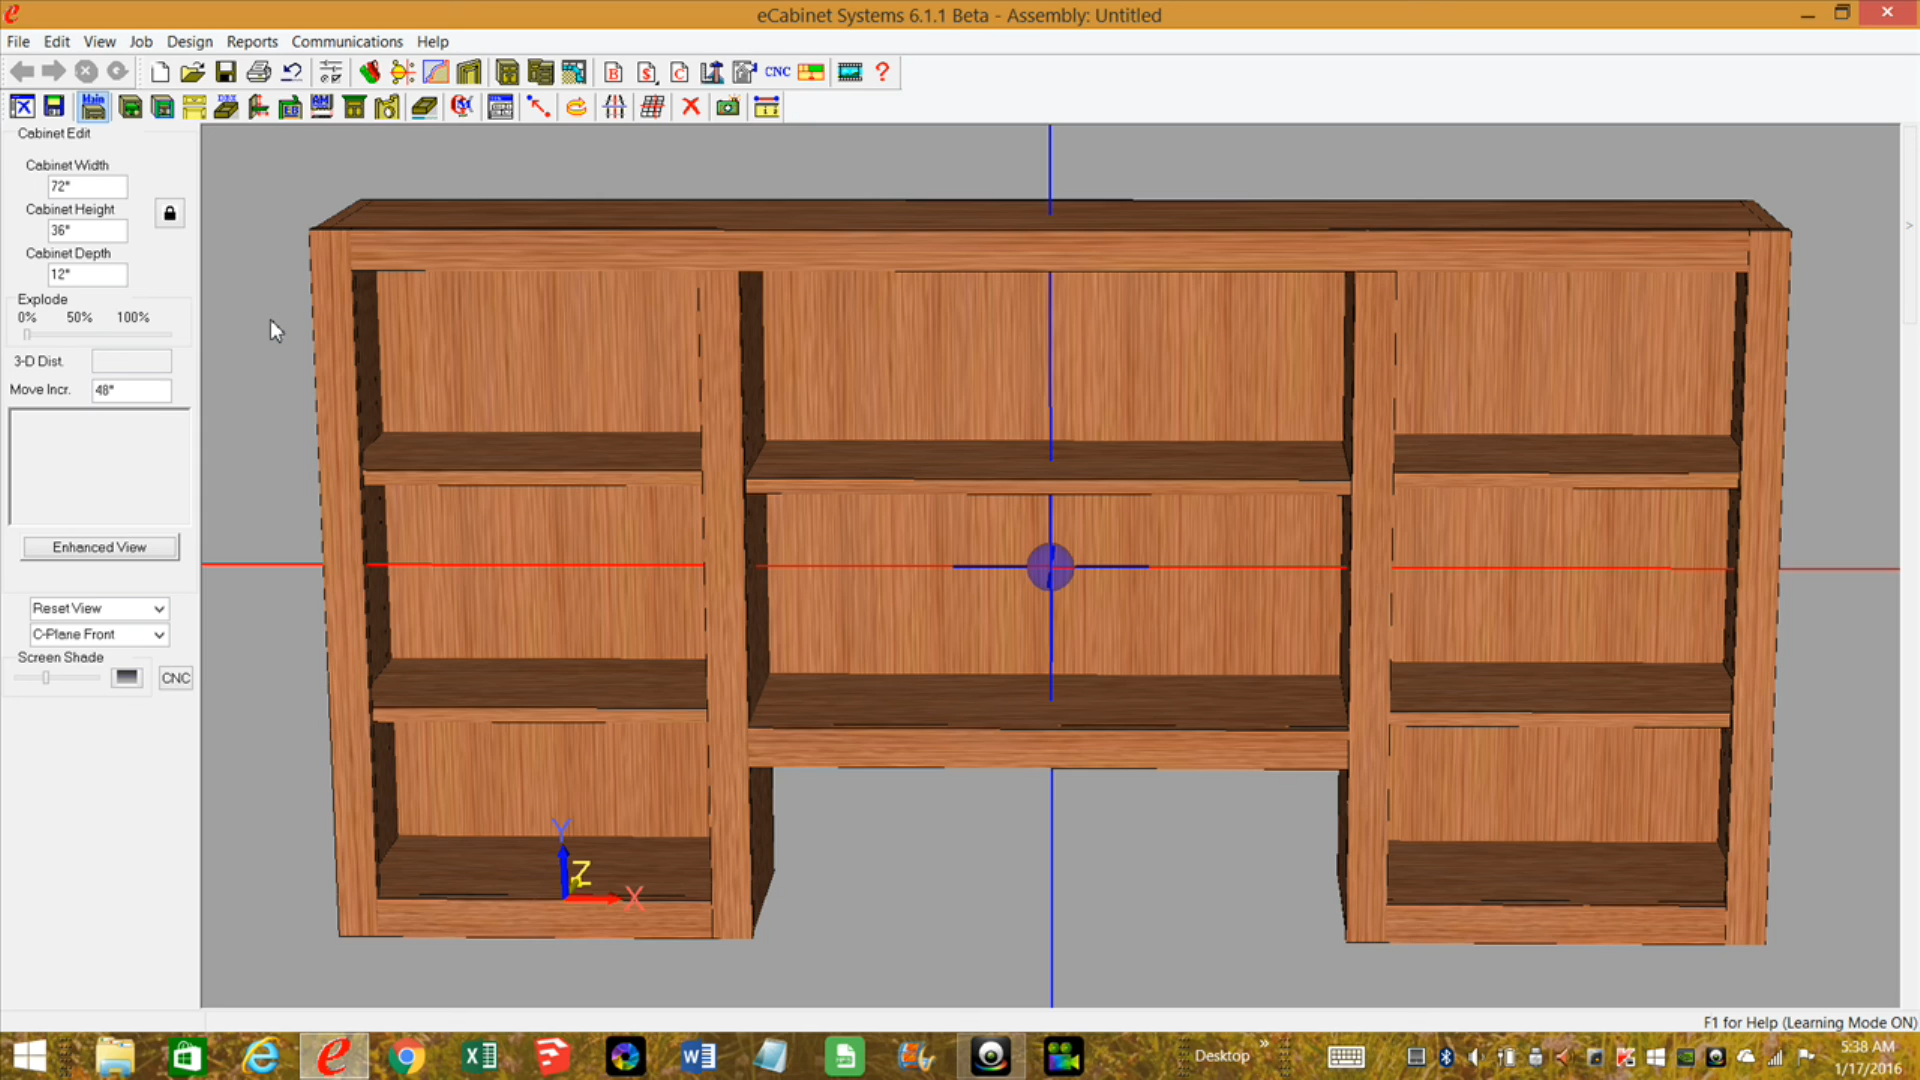 eCabinet Systems 6.1.1 Beta - Assembly: Untitled
File Edit View Job Design Reports Communications Help
B $ C CNC ?
Main DBX EB
Cabinet Edit
Cabinet Width
72"
Cabinet Height
36"
Cabinet Depth
12"
Explode
0% 50% 100%
3-D Dist.
Move Incr. 48"
Enhanced View
Reset View
C-Plane Front
Screen Shade
CNC
Y
Z
X
F1 for Help (Learning Mode ON)
Desktop
5:38 AM
1/17/2016